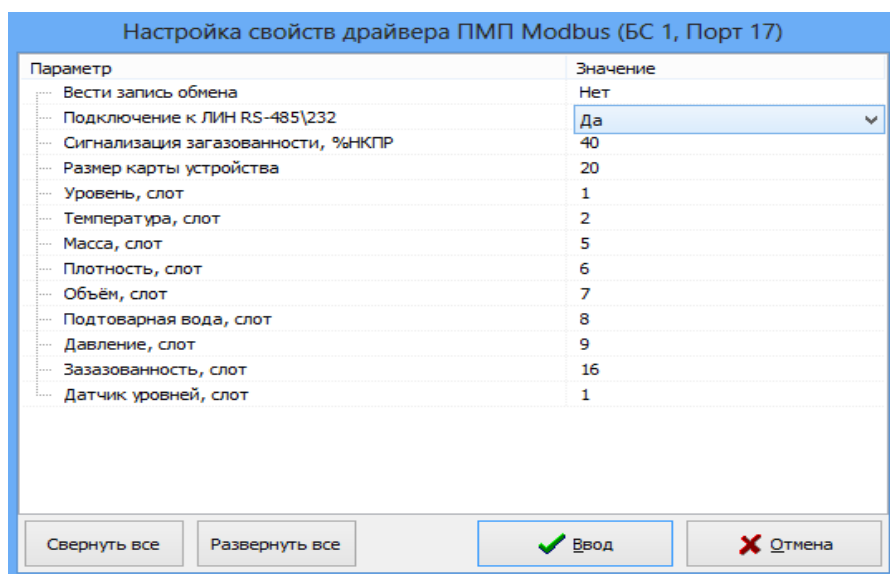 Настройка свойств драйвера ПМП Modbus (БС 1, Порт 17)
Параметр Значение
Вести запись обмена Нет
Подключение к ЛИН RS-485\232 Да
Сигнализация загазованности, %НКПР 40
Размер карты устройства 20
Уровень, слот 1
Температура, слот 2
Масса, слот 5
Плотность, слот 6
Объём, слот 7
Подтоварная вода, слот 8
Давление, слот 9
Зазазованность, слот 16
Датчик уровней, слот 1
Свернуть все Развернуть все Ввод Отмена